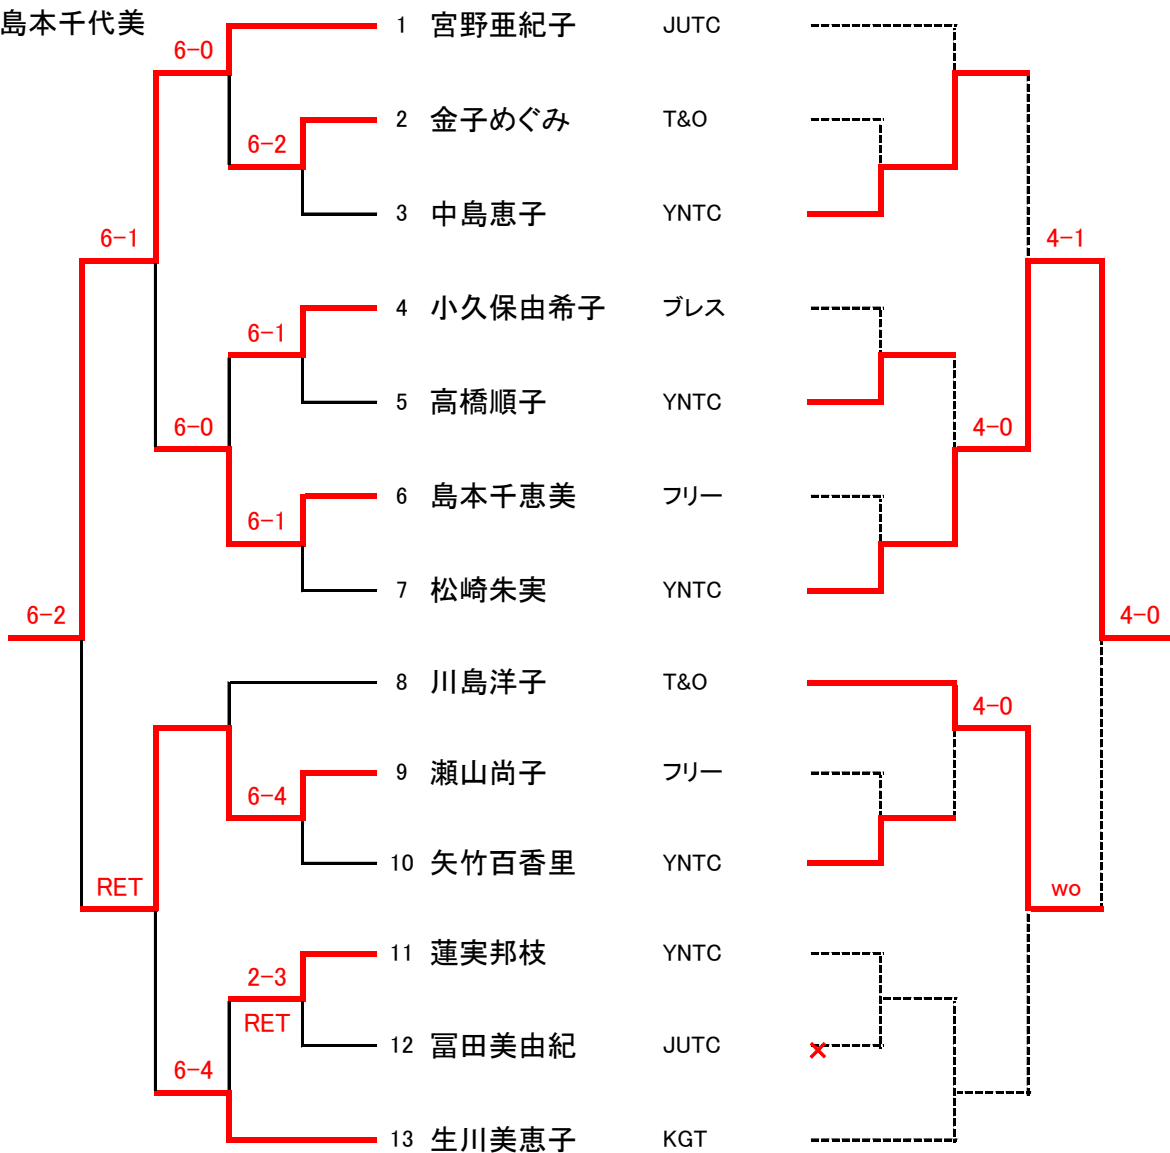 島本千代美
1 宮野亜紀子 JUTC
6-0
2 金子めぐみ T&O
6-2
3 中島恵子 YNTC
6-1 4-1
4 小久保由希子 ブレス
6-1
5 高橋順子 YNTC
6-0 4-0
6 島本千恵美 フリー
6-1
7 松崎朱実 YNTC
6-2 4-0
8 川島洋子 T&O
4-0
9 瀬山尚子 フリー
6-4
10 矢竹百香里 YNTC
RET wo
11 蓮実邦枝 YNTC
2-3
RET
12 冨田美由紀 JUTC ×
6-4
13 生川美恵子 KGT